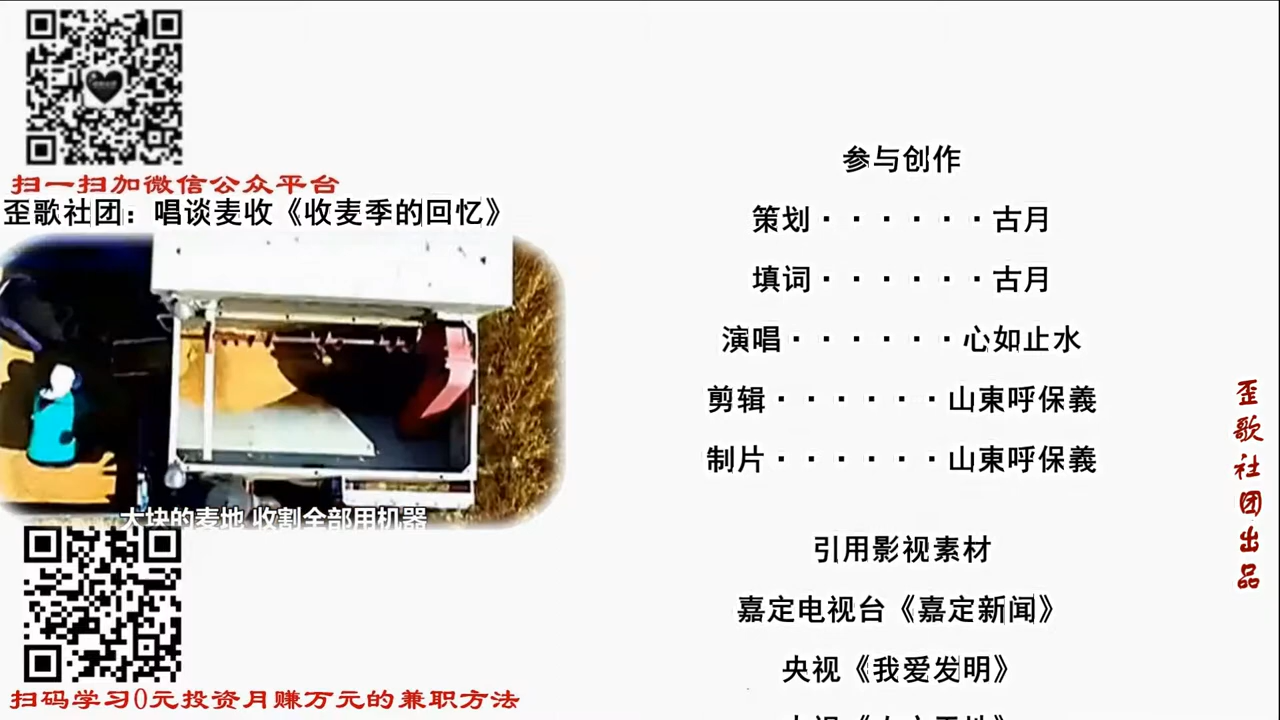 扫一扫加微信公众平台
歪歌社团：唱谈麦收《收麦季的回忆》
大块的麦地 收割全部用机器
扫码学习0元投资月赚万元的兼职方法
参与创作
策划······古月
填词······古月
演唱······心如止水
剪辑······山東呼保義
制片······山東呼保義
引用影视素材
嘉定电视台《嘉定新闻》
央视《我爱发明》
歪歌社团出品